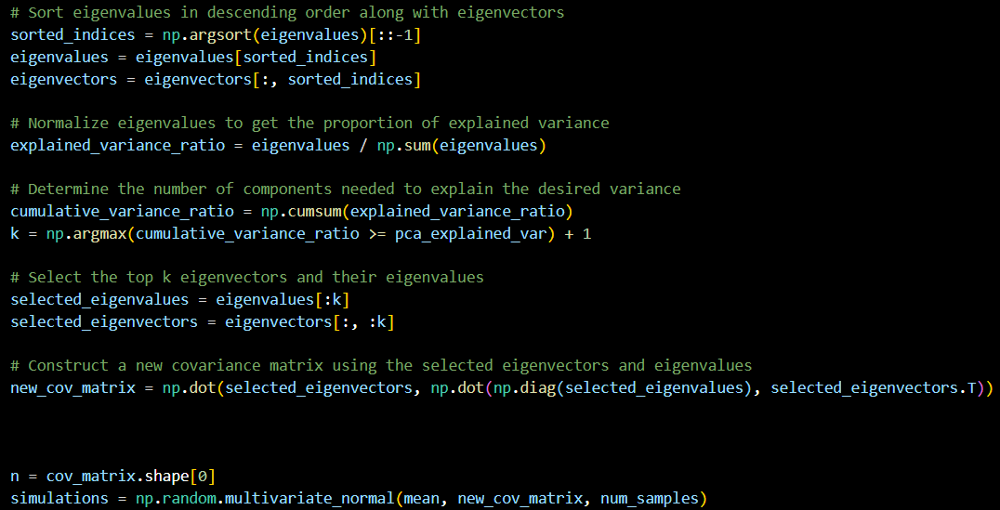 # Sort eigenvalues in descending order along with eigenvectors
sorted_indices = np.argsort(eigenvalues)[::-1]
eigenvalues = eigenvalues[sorted_indices]
eigenvectors = eigenvectors[:, sorted_indices]
# Normalize eigenvalues to get the proportion of explained variance
explained_variance_ratio = eigenvalues / np.sum(eigenvalues)
# Determine the number of components needed to explain the desired variance
cumulative_variance_ratio = np.cumsum(explained_variance_ratio)
k = np.argmax(cumulative_variance_ratio >= pca_explained_var) + 1
# Select the top k eigenvectors and their eigenvalues
selected_eigenvalues = eigenvalues[:k]
selected_eigenvectors = eigenvectors[:, :k]
# Construct a new covariance matrix using the selected eigenvectors and eigenvalues
new_cov_matrix = np.dot(selected_eigenvectors, np.dot(np.diag(selected_eigenvalues), selected_eigenvectors.T))
n = cov_matrix.shape[0]
simulations = np.random.multivariate_normal(mean, new_cov_matrix, num_samples)